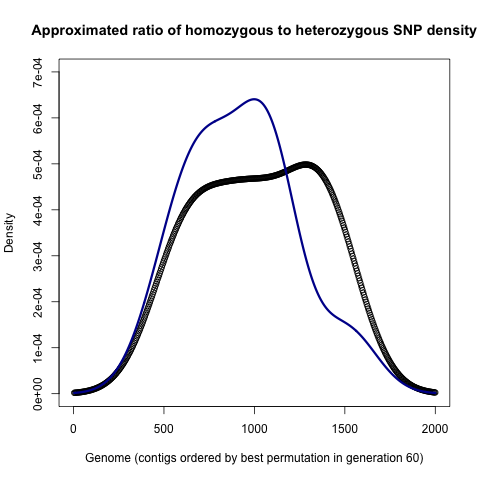 Approximated ratio of homozygous to heterozygous SNP density
Density
7e-04
6e-04
5e-04
4e-04
3e-04
2e-04
1e-04
0e+00
0 500 1000 1500 2000
Genome (contigs ordered by best permutation in generation 60)